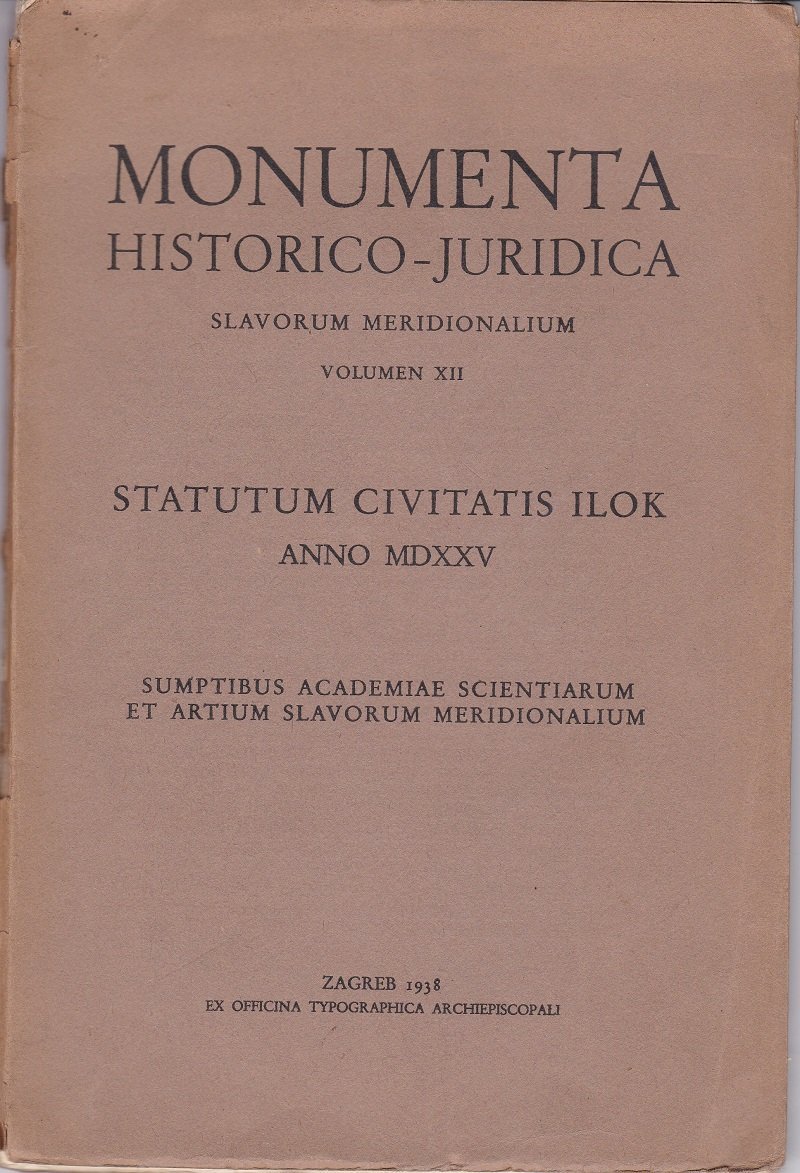 MONUMENTA
HISTORICO-JURIDICA
SLAVORUM MERIDIONALIUM
VOLUMEN XII
STATUTUM CIVITATIS ILOK
ANNO MDXXV
SUMPTIBUS ACADEMIAE SCIENTIARUM
ET ARTIUM SLAVORUM MERIDIONALIUM
ZAGREB 1938
EX OFFICINA TYPOGRAPHICA ARCHIEPISCOPALI